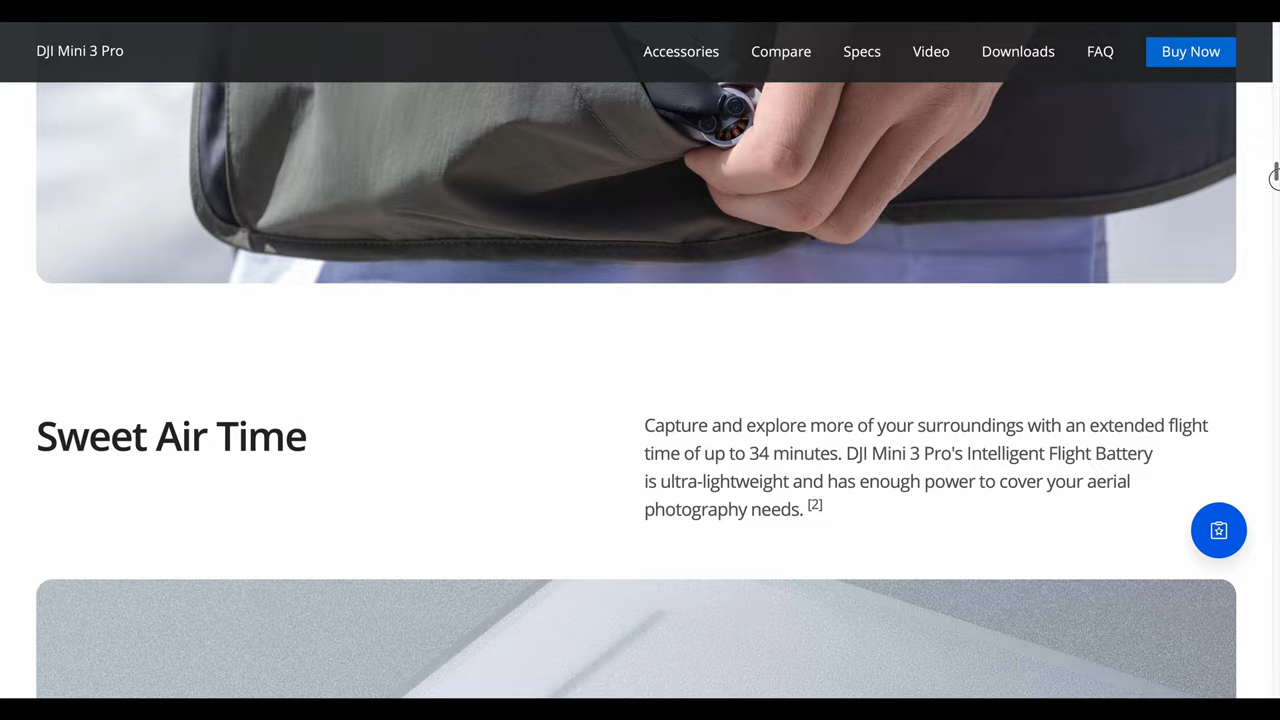 DJI Mini 3 Pro
Accessories Compare Specs Video Downloads FAQ Buy Now
Sweet Air Time
Capture and explore more of your surroundings with an extended flight
time of up to 34 minutes. DJI Mini 3 Pro's Intelligent Flight Battery
is ultra-lightweight and has enough power to cover your aerial
photography needs. [2]